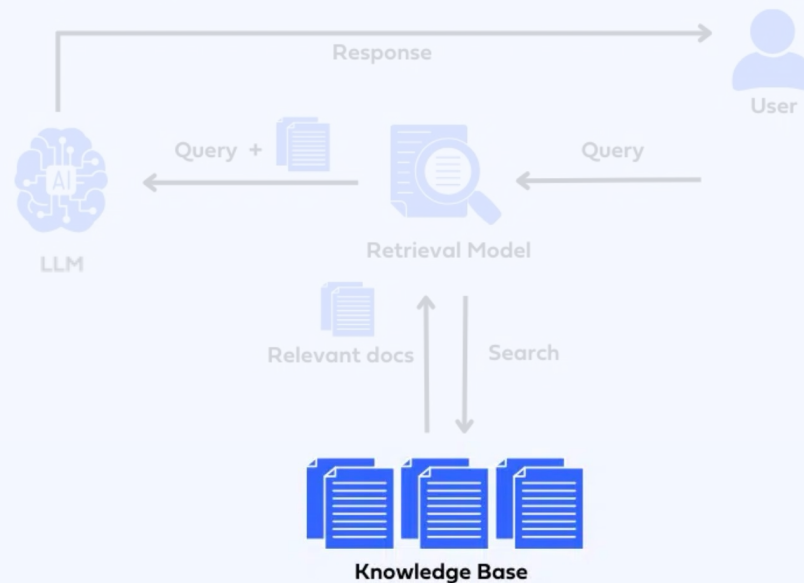 Response
User
Query +
Query
AI
LLM
Retrieval Model
Relevant docs
Search
Knowledge Base